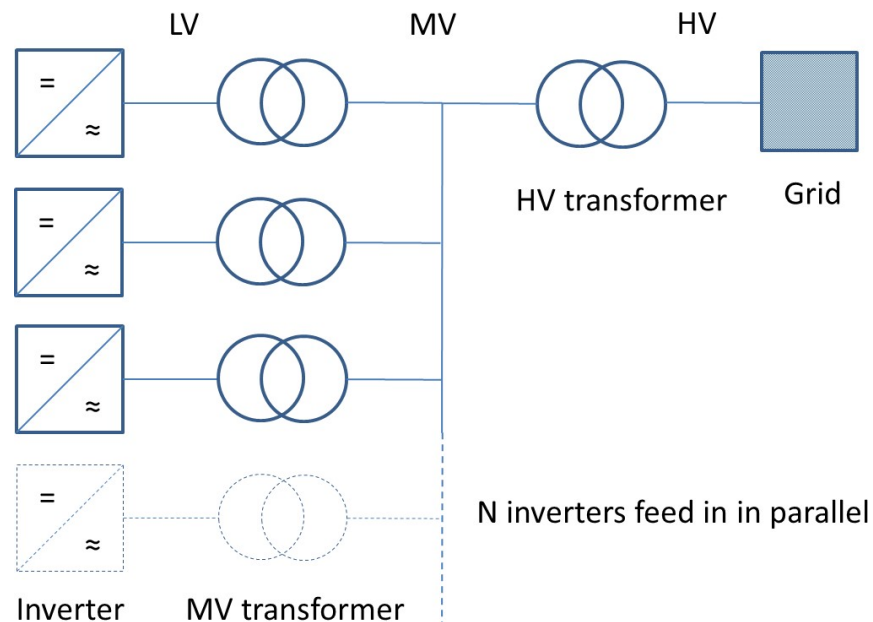 LV
MV
HV
=
≈
=
≈
HV transformer
Grid
=
≈
=
≈
N inverters feed in in parallel
Inverter
MV transformer